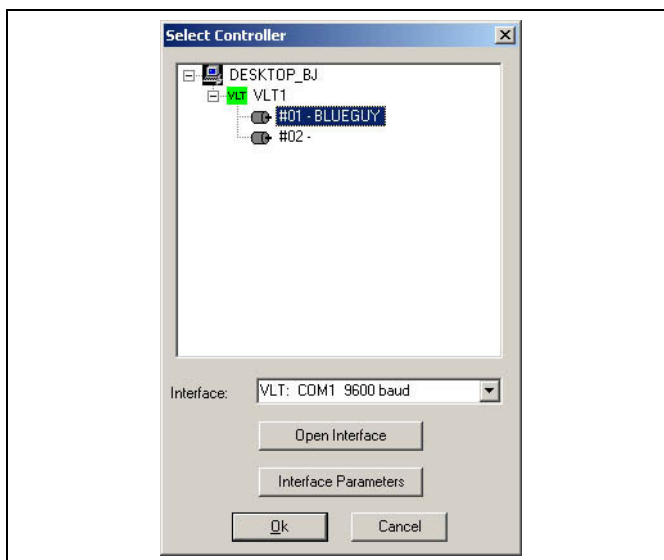 Select Controller
DESKTOP_BJ
VLT VLT1
#01 - BLUEGUY
#02 -
Interface: VLT: COM1 9600 baud
Open Interface
Interface Parameters
Ok Cancel